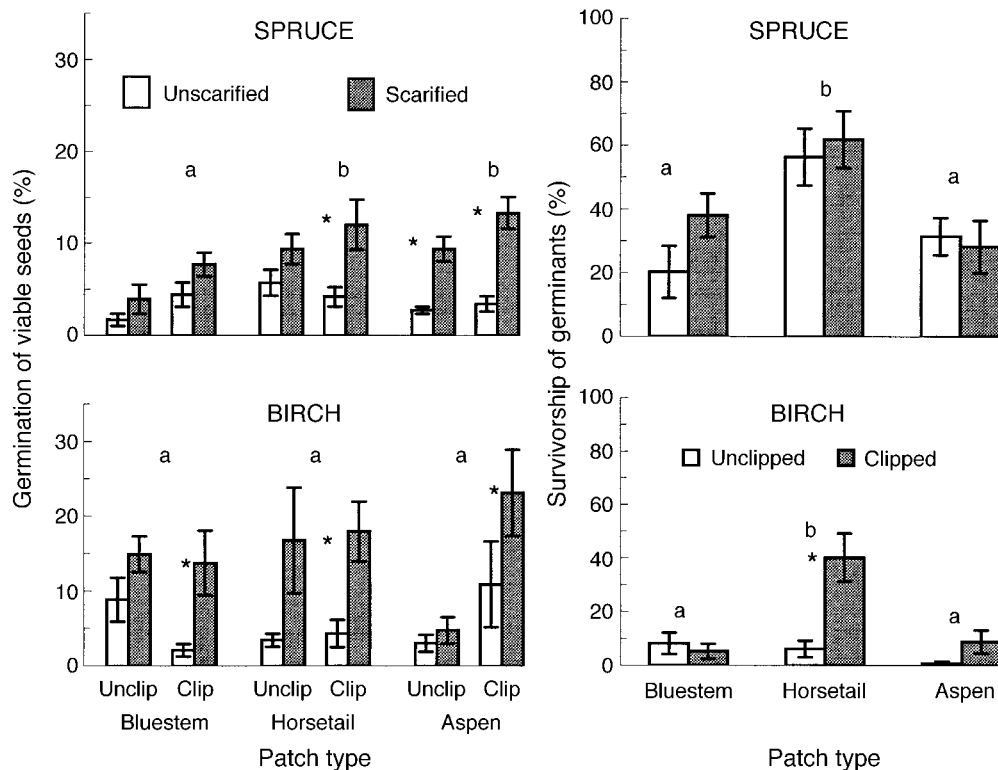 SPRUCE
Unscarified
Scarified
30
20
10
0
a
b
b
*
*
*
Germination of viable seeds (%)
BIRCH
30
20
10
0
a
a
a
*
*
*
Unclip Clip Unclip Clip Unclip Clip
Bluestem Horsetail Aspen
Patch type
SPRUCE
100
80
60
40
20
0
a
b
a
Survivorship of germinants (%)
BIRCH
Unclipped
Clipped
100
80
60
40
20
0
a
b
*
a
Bluestem Horsetail Aspen
Patch type